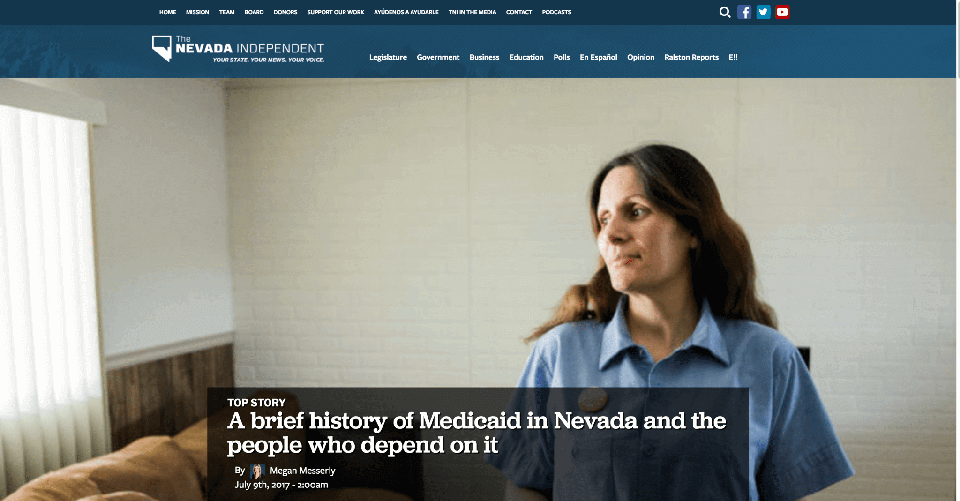 HOME MISSION TEAM BOARD DONORS SUPPORT OUR WORK AYÚDENOS A AYUDARLE TNI IN THE MEDIA CONTACT PODCASTS
The
NEVADA INDEPENDENT
YOUR STATE. YOUR NEWS. YOUR VOICE.
Legislature Government Business Education Polls En Español Opinion Ralston Reports E!!
TOP STORY
A brief history of Medicaid in Nevada and the
people who depend on it
By Megan Messerly
July 9th, 2017 - 2:00am